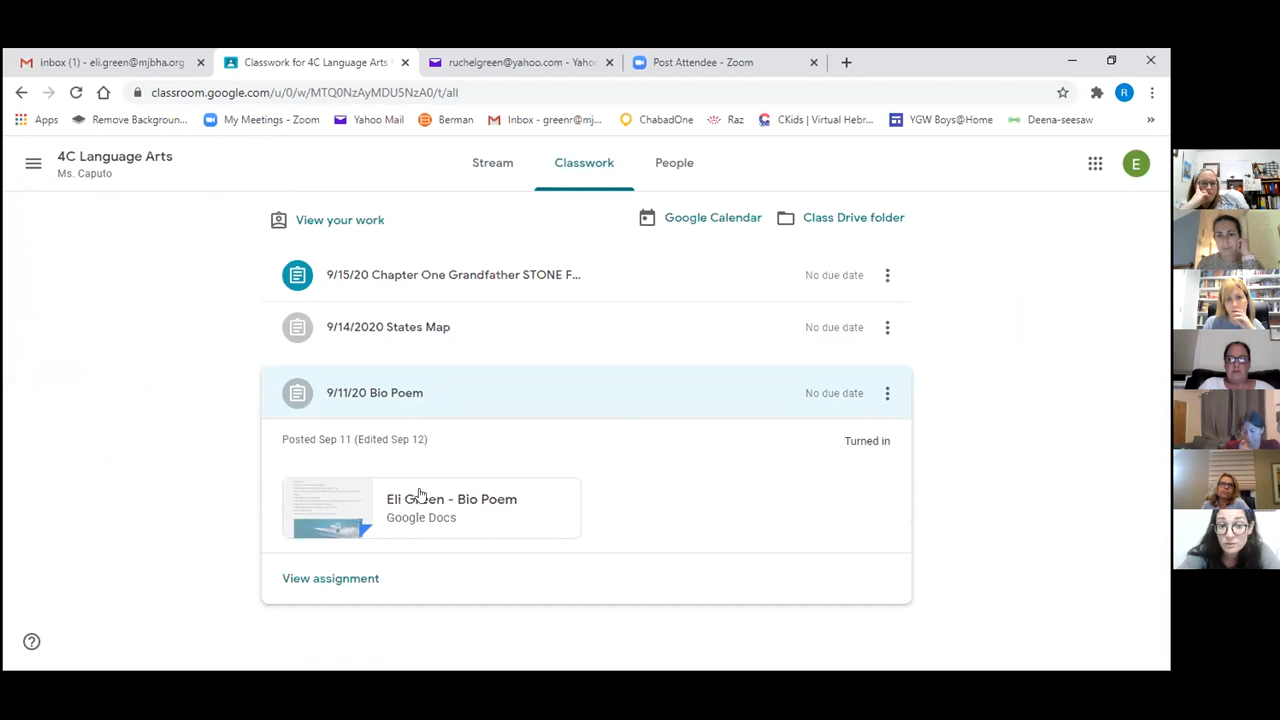 Inbox (1) - eli.green@mjbha.org
Classwork for 4C Language Arts
ruchelgreen@yahoo.com - Yaho
Post Attendee - Zoom
classroom.google.com/u/0/w/MTQ0NzAyMDU5NzA0/t/all
R
Apps
Remove Backgroun...
My Meetings - Zoom
Yahoo Mail
Berman
Inbox - greenr@mj...
ChabadOne
Raz
CKids | Virtual Hebr...
YGW Boys@Home
Deena-seesaw
4C Language Arts
Ms. Caputo
Stream
Classwork
People
E
View your work
Google Calendar
Class Drive folder
9/15/20 Chapter One Grandfather STONE F...
No due date
9/14/2020 States Map
No due date
9/11/20 Bio Poem
No due date
Posted Sep 11 (Edited Sep 12)
Turned in
Eli Green - Bio Poem
Google Docs
View assignment